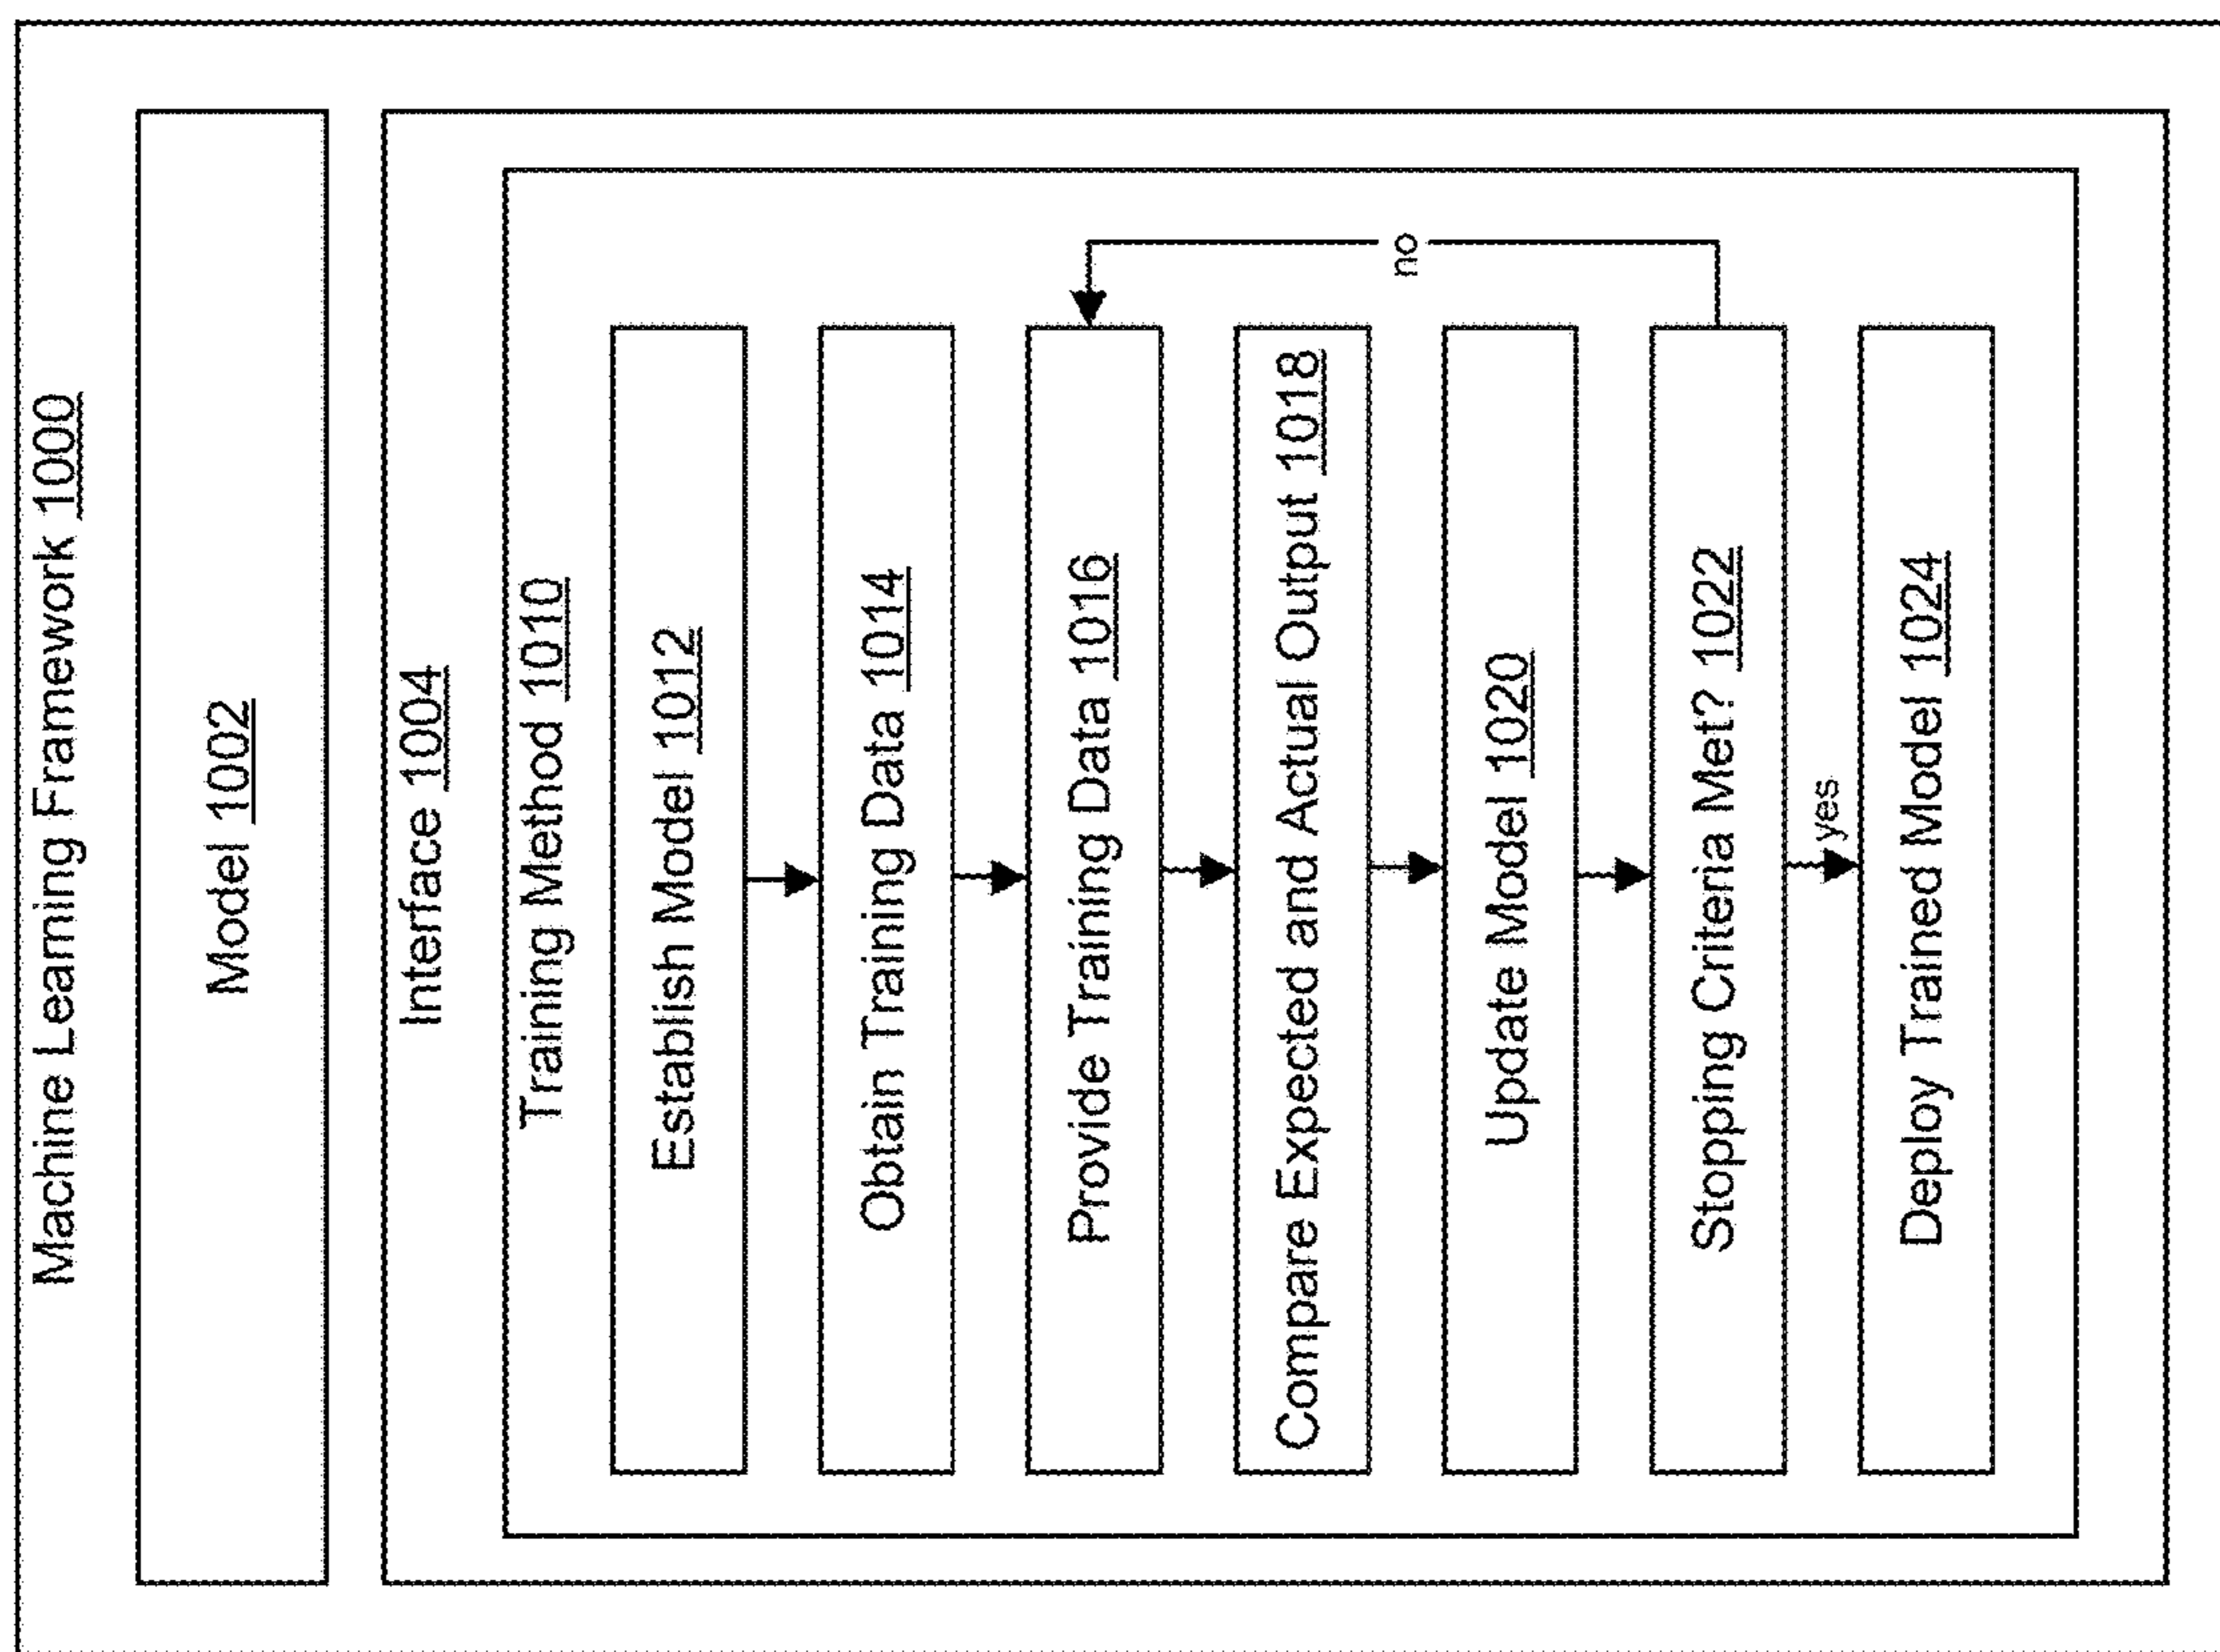 Machine Learning Framework 1000
Model 1002
Interface 1004
Training Method 1010
Establish Model 1012
Obtain Training Data 1014
Provide Training Data 1016
Compare Expected and Actual Output 1018
Update Model 1020
Stopping Criteria Met? 1022
no
yes
Deploy Trained Model 1024